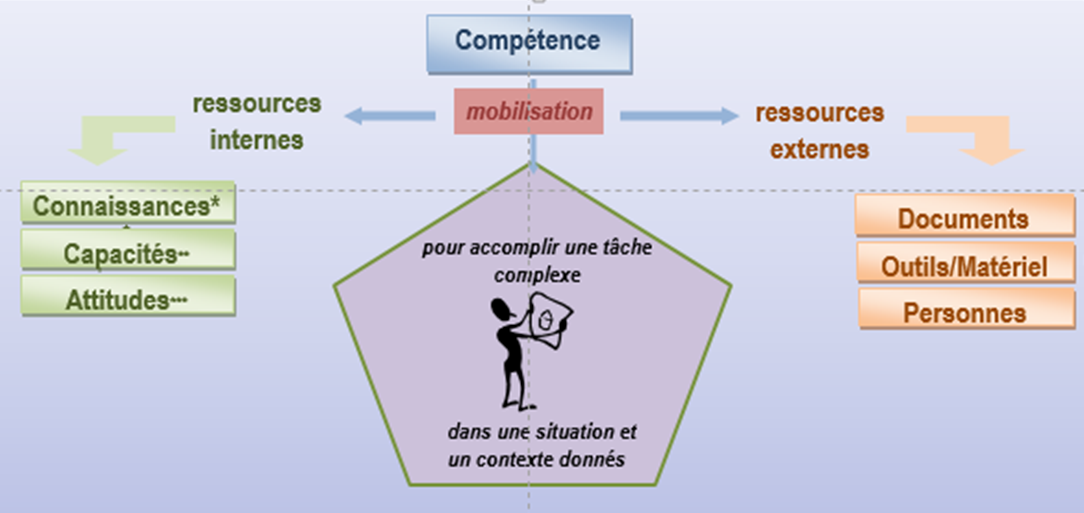 Compétence
mobilisation
ressources
internes
ressources
externes
Connaissances*
Capacités**
Attitudes***
pour accomplir une tâche
complexe
dans une situation et
un contexte donnés
Documents
Outils/Matériel
Personnes